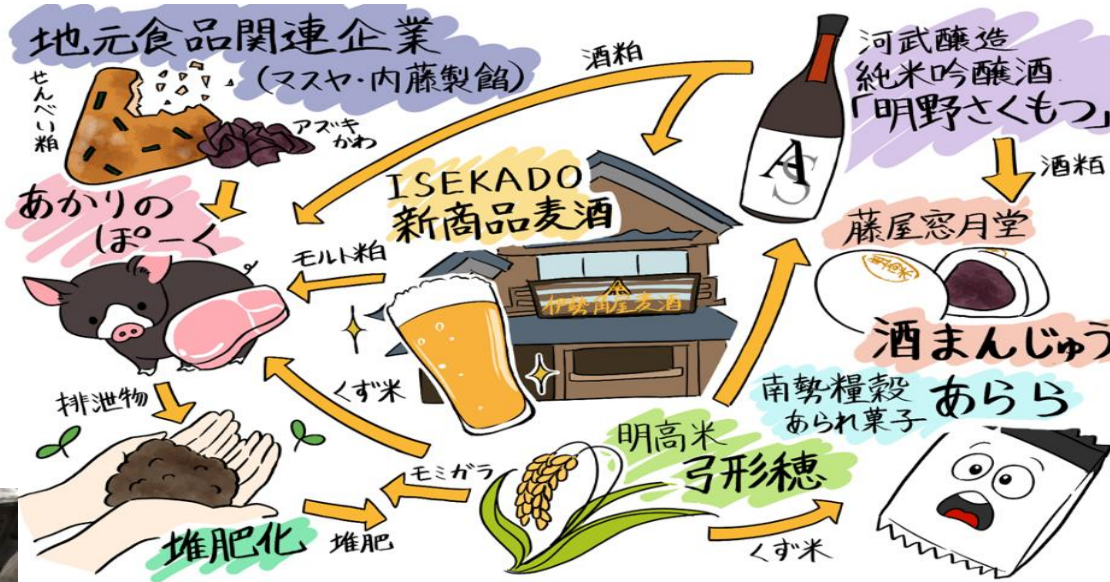 地元食品関連企業
(マスヤ・内藤製餡)
せんべい粕
アズキ
かわ
酒粕
河武醸造
純米吟醸酒
「明野さくもつ」
AS
酒粕
あかりの
ぽーく
ISEKADO
新商品麦酒
モルト粕
伊勢角屋麦酒
藤屋窓月堂
酒まんじゅう
くず米
排泄物
南勢糧穀
あられ菓子
あらら
明高米
弓形穂
モミガラ
堆肥化
堆肥
くず米